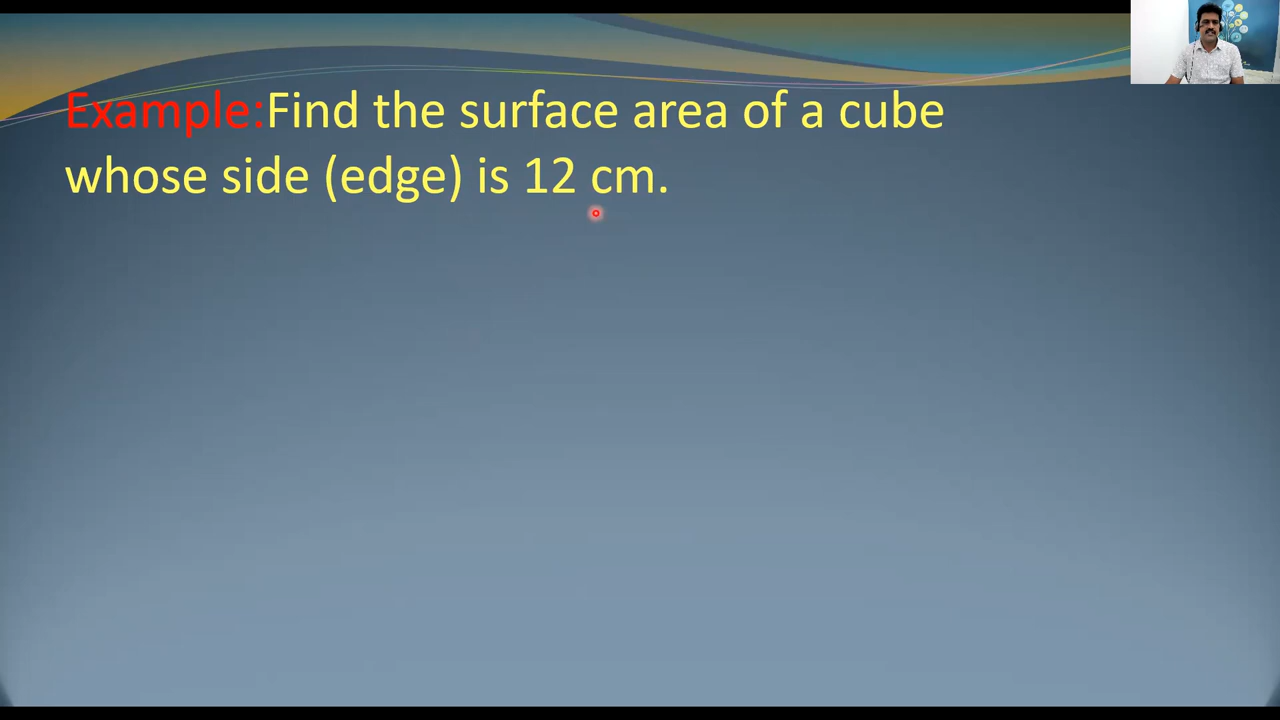 Example:Find the surface area of a cube
whose side (edge) is 12 cm.